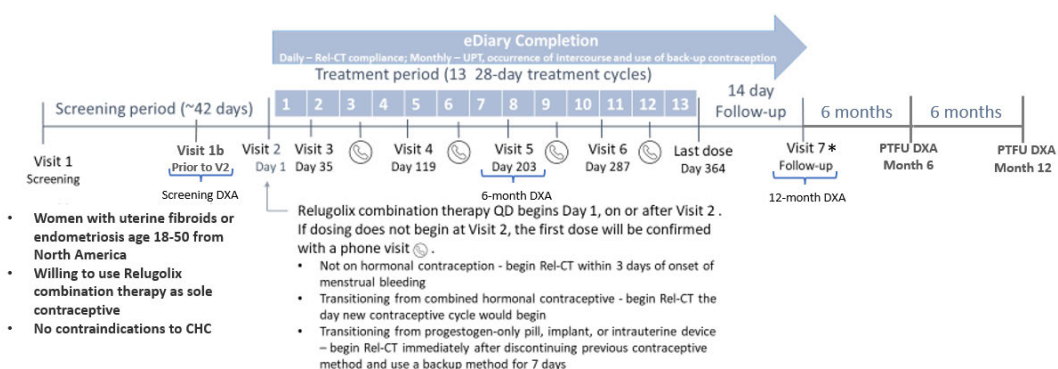 eDiary Completion
Daily – Rel-CT compliance; Monthly – UPT, occurrence of intercourse and use of back-up contraception
Treatment period (13 28-day treatment cycles)
1 2 3 4 5 6 7 8 9 10 11 12 13
Screening period (~42 days)
14 day
Follow-up
6 months
6 months
Visit 1
Screening
Visit 1b
Prior to V2
Screening DXA
Visit 2
Day 1
Visit 3
Day 35
Visit 4
Day 119
Visit 5
Day 203
6-month DXA
Visit 6
Day 287
Last dose
Day 364
Visit 7*
Follow-up
12-month DXA
PTFU DXA
Month 6
PTFU DXA
Month 12
• Women with uterine fibroids or
endometriosis age 18-50 from
North America
• Willing to use Relugolix
combination therapy as sole
contraceptive
• No contraindications to CHC
Relugolix combination therapy QD begins Day 1, on or after Visit 2 .
If dosing does not begin at Visit 2, the first dose will be confirmed
with a phone visit .
• Not on hormonal contraception - begin Rel-CT within 3 days of onset of
menstrual bleeding
• Transitioning from combined hormonal contraceptive - begin Rel-CT the
day new contraceptive cycle would begin
• Transitioning from progestogen-only pill, implant, or intrauterine device
– begin Rel-CT immediately after discontinuing previous contraceptive
method and use a backup method for 7 days